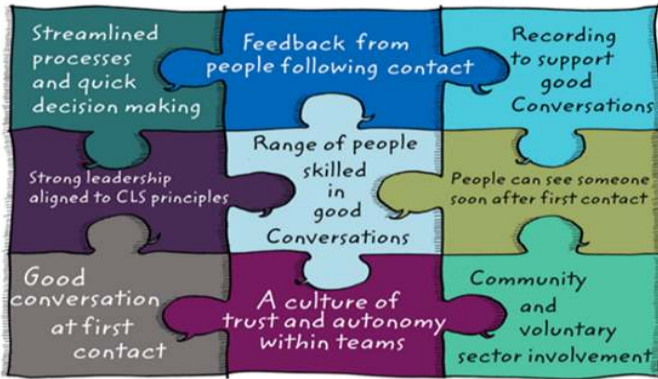 Streamlined
processes
and quick
decision making
Feedback from
people following contact
Recording
to support
good
Conversations
Strong leadership
aligned to CLS principles
Range of people
skilled
in
good
Conversations
People can see someone
soon after first contact
Good
conversation
at first
contact
A culture of
trust and autonomy
within teams
Community
and
voluntary
sector involvement